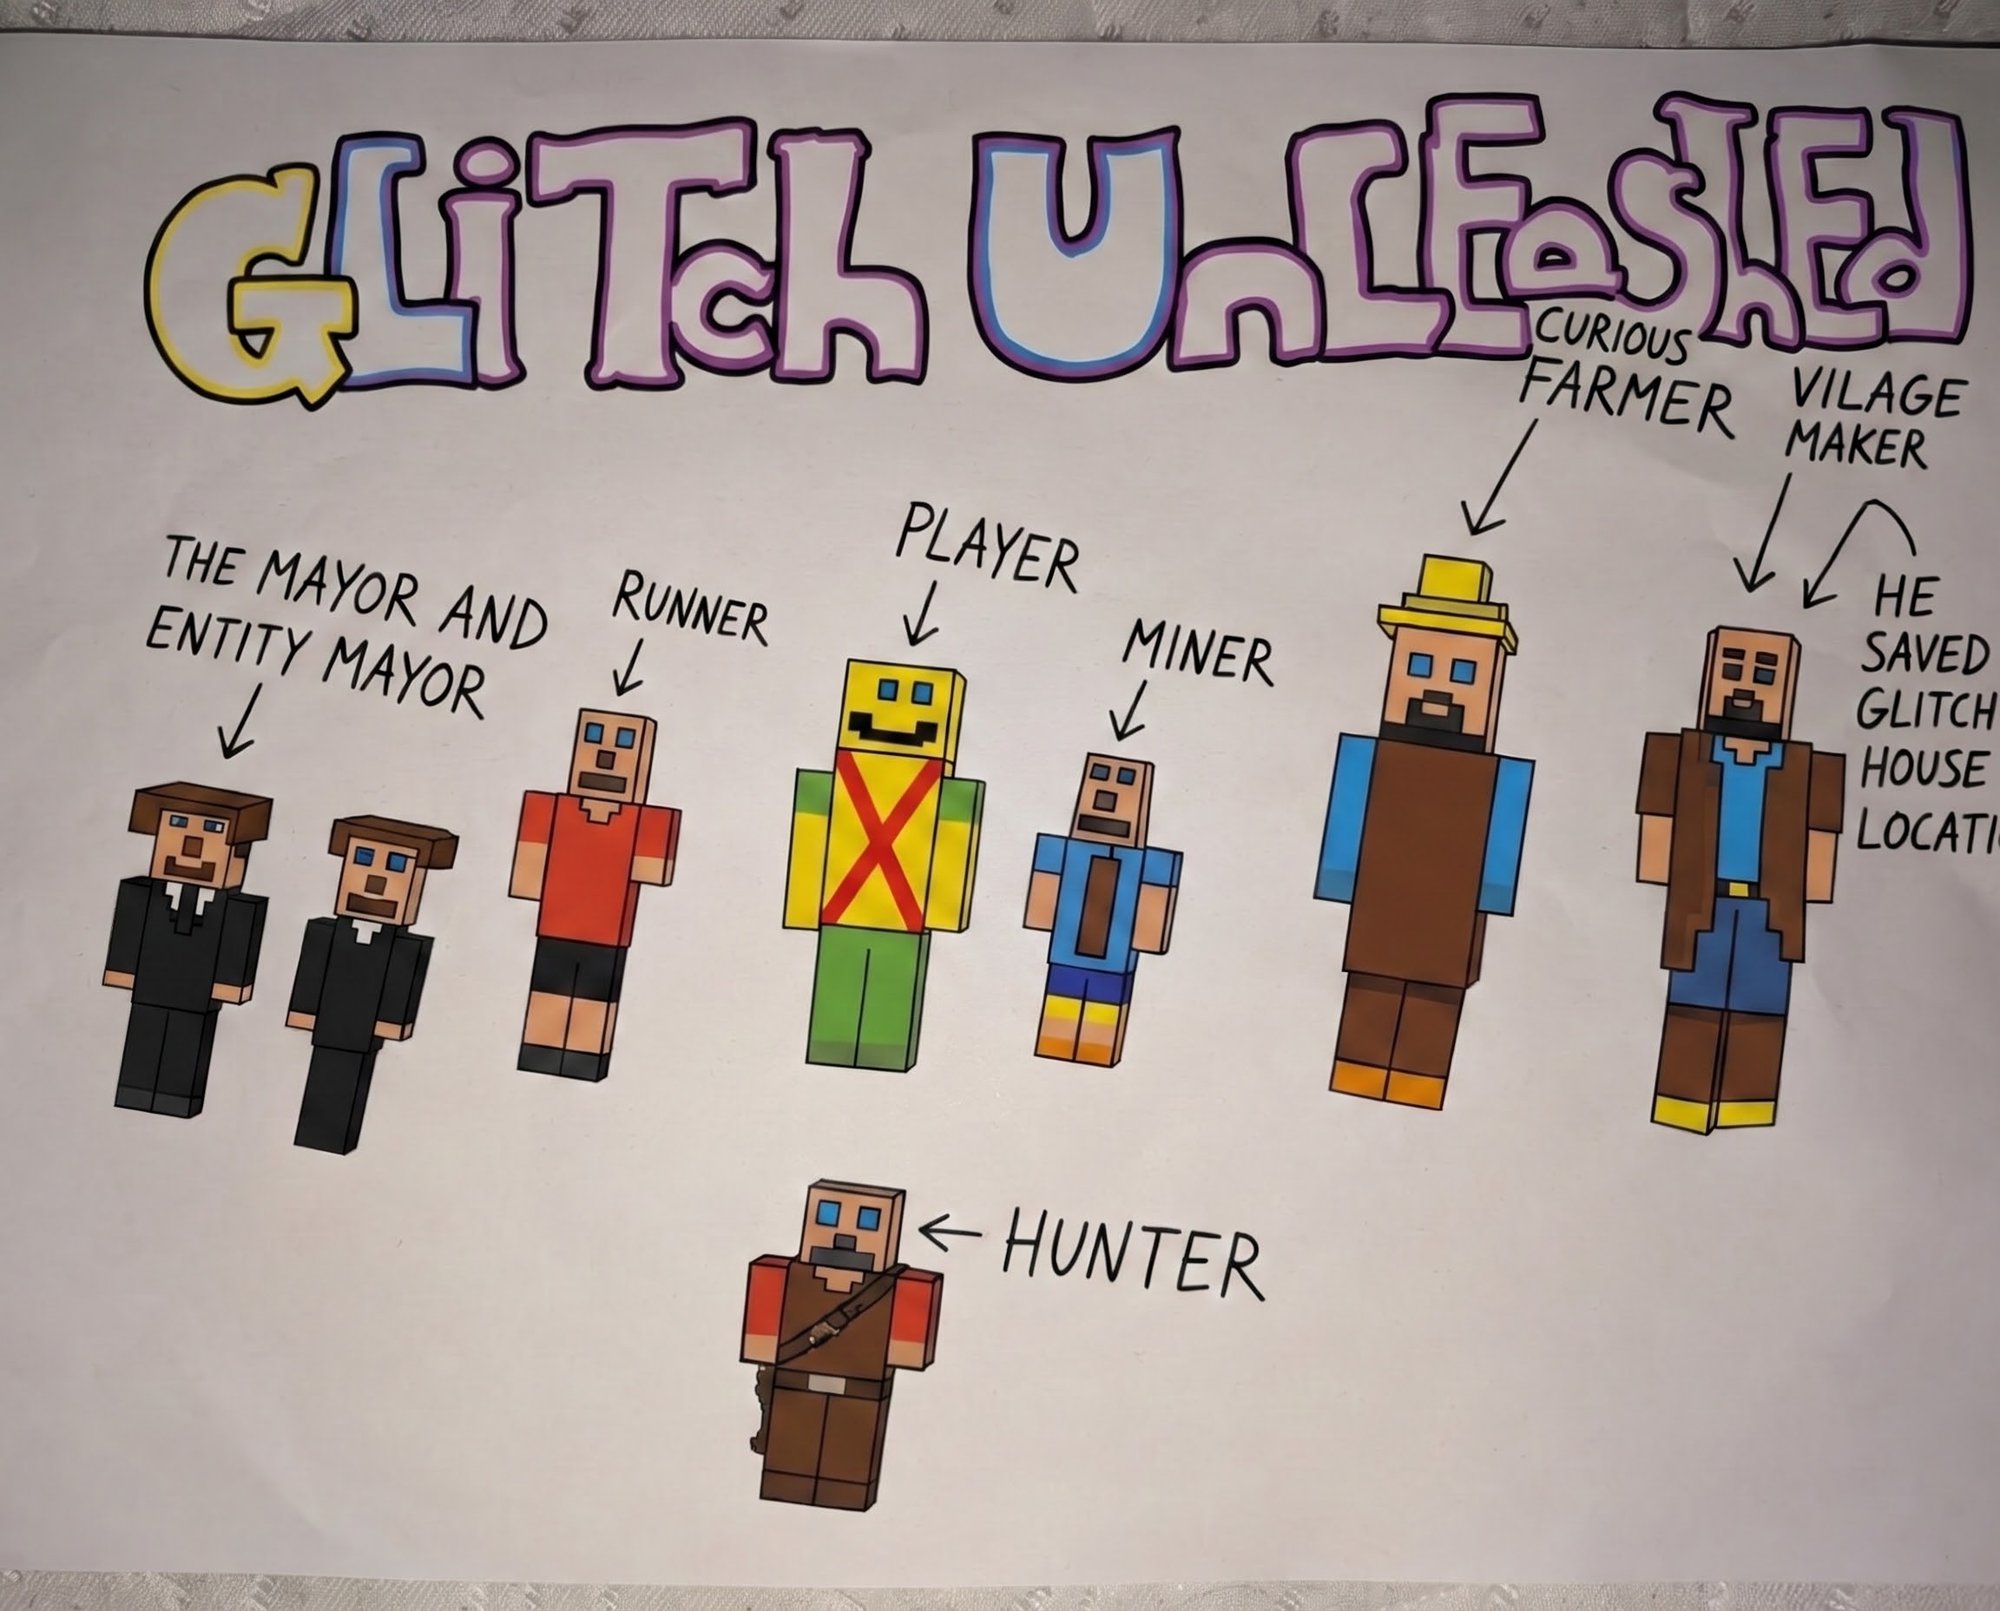 GLiTch UnLEashEd
CURIOUS
FARMER
VILAGE
MAKER
THE MAYOR AND
ENTITY MAYOR
RUNNER
PLAYER
MINER
HE
SAVED
GLITCH
HOUSE
HUNTER